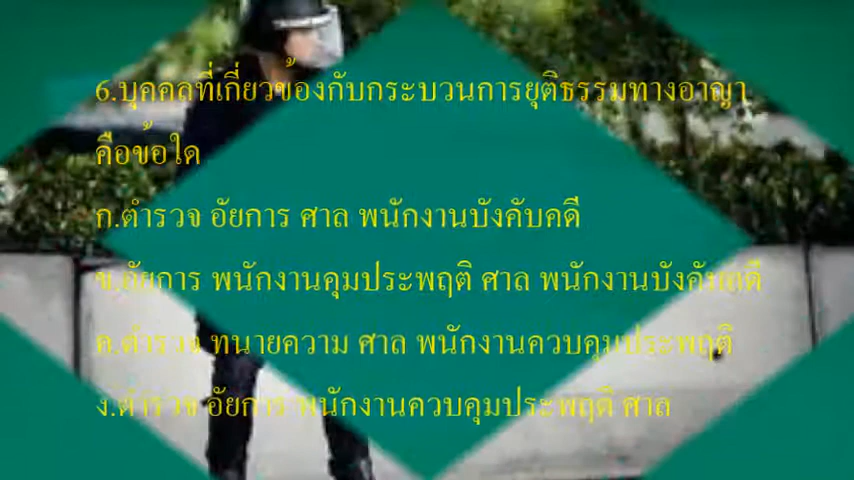 6.บุคคลที่เกี่ยวข้องกับกระบวนการยุติธรรมทางอาญา
คือข้อใด
ก.ตำรวจ อัยการ ศาล พนักงานบังคับคดี
ข.อัยการ พนักงานคุมประพฤติ ศาล พนักงานบังคับคดี
ค.ตำรวจ ทนายความ ศาล พนักงานควบคุมประพฤติ
ง.ตำรวจ อัยการ พนักงานควบคุมประพฤติ ศาล